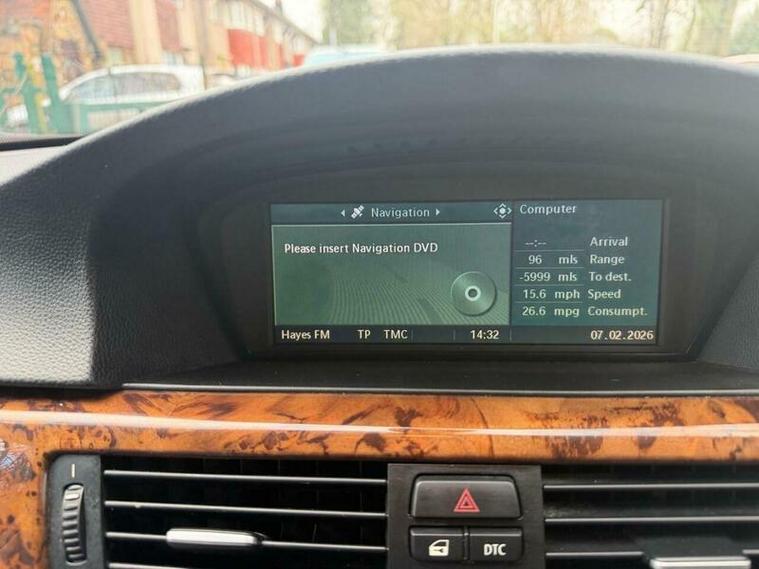 Navigation
Computer
Please insert Navigation DVD
--:-- Arrival
96 mls Range
-5999 mls To dest.
15.6 mph Speed
26.6 mpg Consumpt.
Hayes FM TP TMC 14:32 07.02.2026
DTC